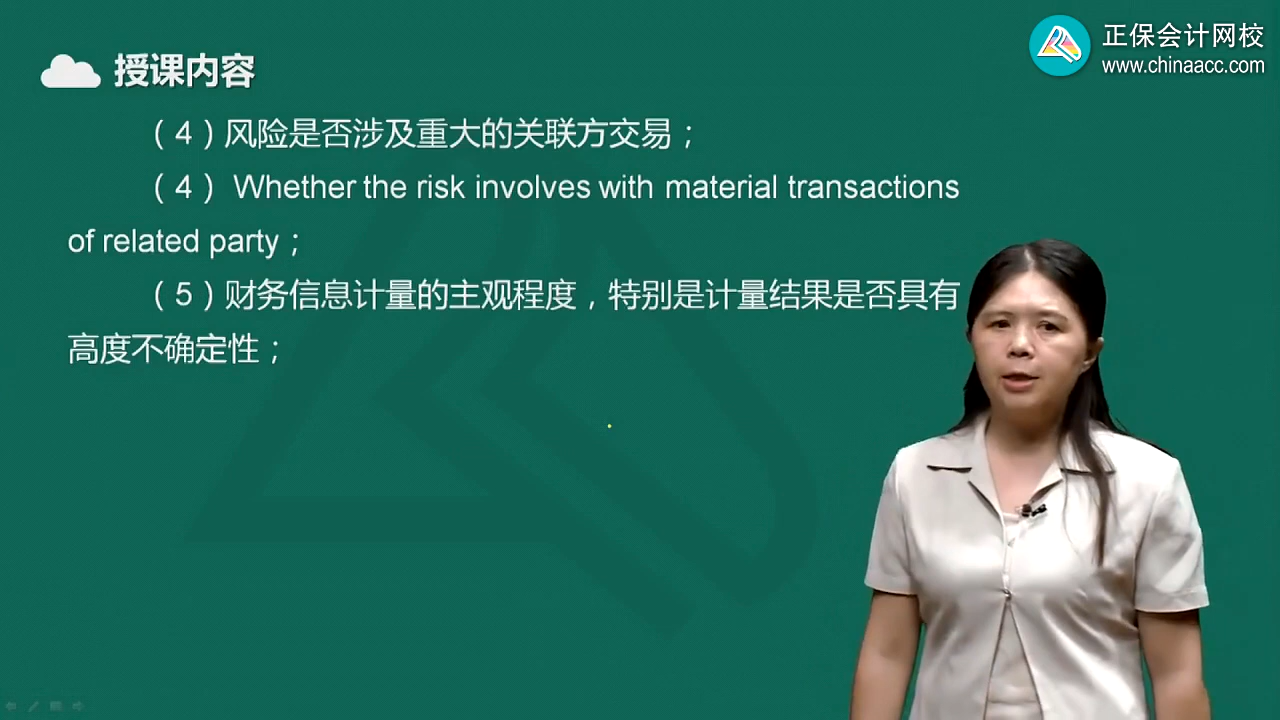 正保会计网校
www.chinaacc.com
授课内容
（4）风险是否涉及重大的关联方交易；
（4） Whether the risk involves with material transactions
of related party；
（5）财务信息计量的主观程度，特别是计量结果是否具有
高度不确定性；